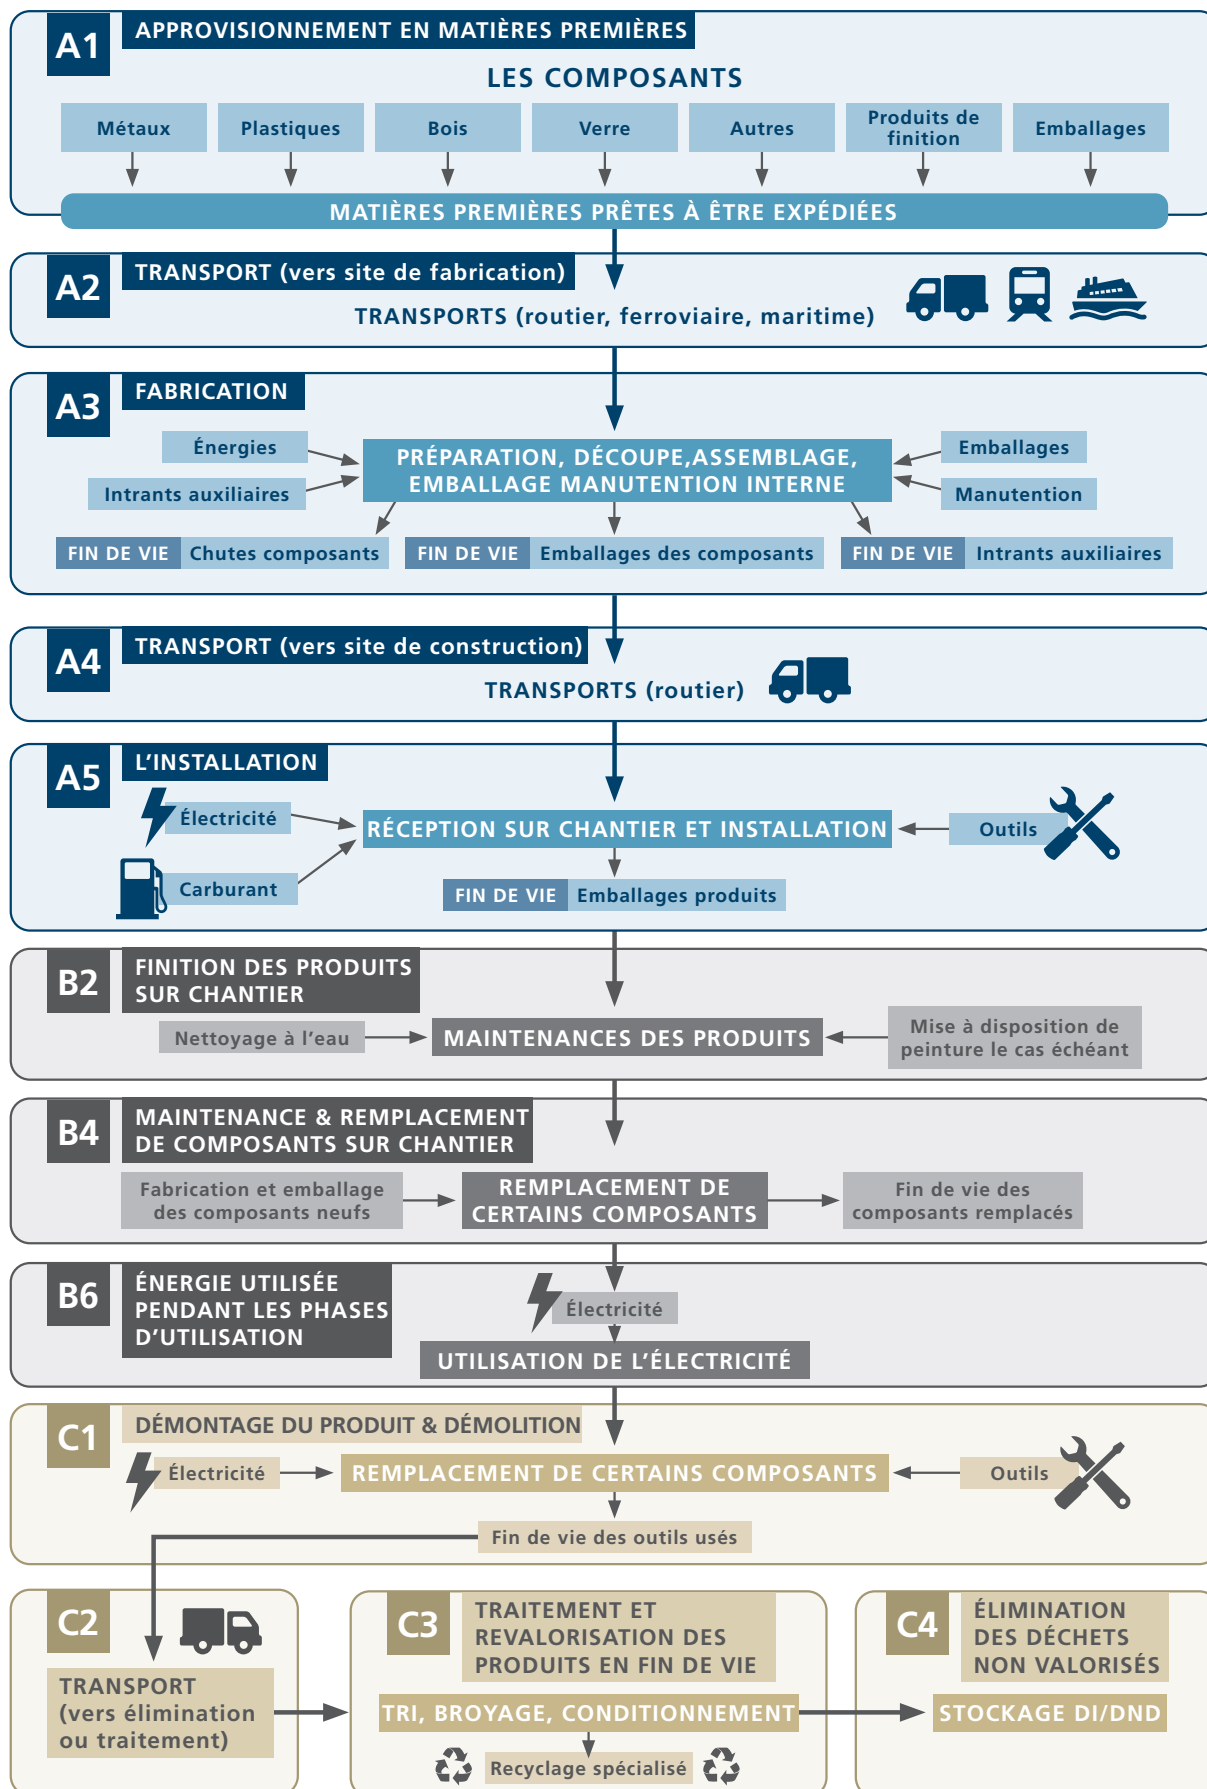 A1
APPROVISIONNEMENT EN MATIÈRES PREMIÈRES
LES COMPOSANTS
Métaux
Plastiques
Bois
Verre
Autres
Produits de
finition
Emballages
MATIÈRES PREMIÈRES PRÊTES À ÊTRE EXPÉDIÉES
A2
TRANSPORT (vers site de fabrication)
TRANSPORTS (routier, ferroviaire, maritime)
A3
FABRICATION
Énergies
Intrants auxiliaires
PRÉPARATION, DÉCOUPE,ASSEMBLAGE,
EMBALLAGE MANUTENTION INTERNE
Emballages
Manutention
FIN DE VIE Chutes composants
FIN DE VIE Emballages des composants
FIN DE VIE Intrants auxiliaires
A4
TRANSPORT (vers site de construction)
TRANSPORTS (routier)
A5
L’INSTALLATION
Électricité
Carburant
RÉCEPTION SUR CHANTIER ET INSTALLATION
Outils
FIN DE VIE Emballages produits
B2
FINITION DES PRODUITS
SUR CHANTIER
Nettoyage à l’eau
MAINTENANCES DES PRODUITS
Mise à disposition de
peinture le cas échéant
B4
MAINTENANCE & REMPLACEMENT
DE COMPOSANTS SUR CHANTIER
Fabrication et emballage
des composants neufs
REMPLACEMENT DE
CERTAINS COMPOSANTS
Fin de vie des
composants remplacés
B6
ÉNERGIE UTILISÉE
PENDANT LES PHASES
D’UTILISATION
Électricité
UTILISATION DE L’ÉLECTRICITÉ
C1
DÉMONTAGE DU PRODUIT & DÉMOLITION
Électricité
REMPLACEMENT DE CERTAINS COMPOSANTS
Outils
Fin de vie des outils usés
C2
TRANSPORT
(vers élimination
ou traitement)
C3
TRAITEMENT ET
REVALORISATION DES
PRODUITS EN FIN DE VIE
TRI, BROYAGE, CONDITIONNEMENT
Recyclage spécialisé
C4
ÉLIMINATION
DES DÉCHETS
NON VALORISÉS
STOCKAGE DI/DND